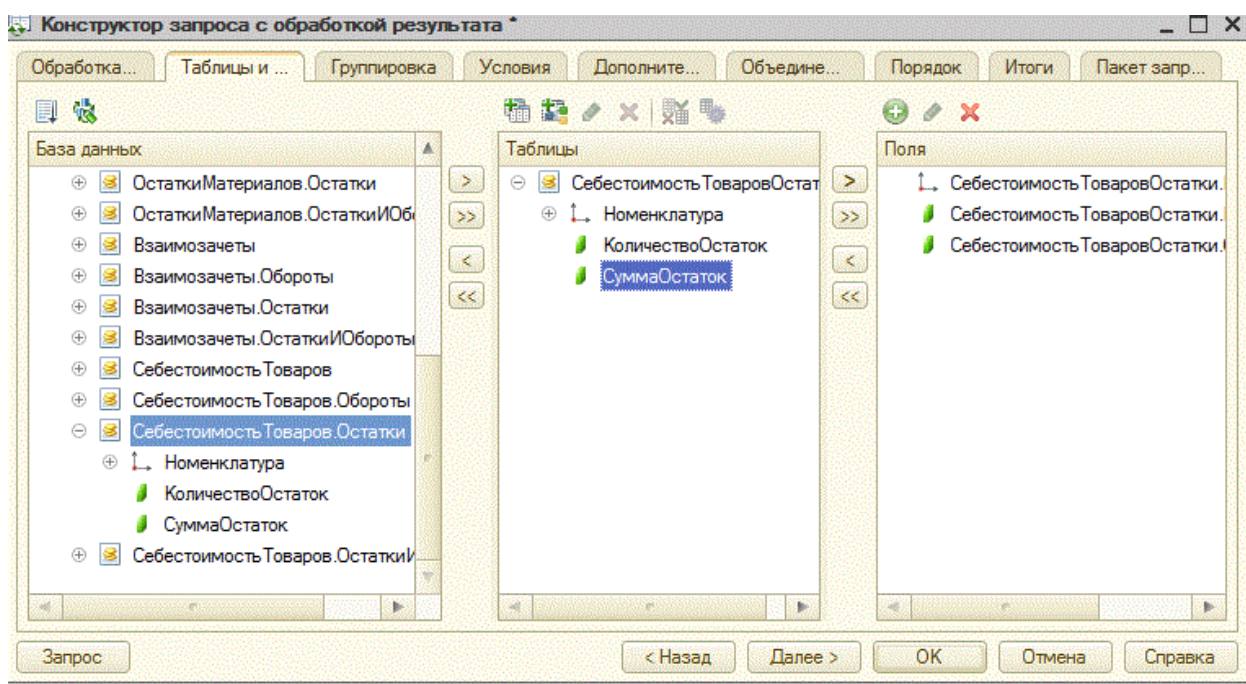 Конструктор запроса с обработкой результата *
Обработка... Таблицы и ... Группировка Условия Дополните... Объедине... Порядок Итоги Пакет запр...
База данных
ОстаткиМатериалов.Остатки
ОстаткиМатериалов.ОстаткиИОб
Взаимозачеты
Взаимозачеты.Обороты
Взаимозачеты.Остатки
Взаимозачеты.ОстаткиИОбороты
СебестоимостьТоваров
СебестоимостьТоваров.Обороты
СебестоимостьТоваров.Остатки
Номенклатура
КоличествоОстаток
СуммаОстаток
СебестоимостьТоваров.ОстаткиИ
Таблицы
СебестоимостьТоваровОстат
Номенклатура
КоличествоОстаток
СуммаОстаток
Поля
СебестоимостьТоваровОстатки.
СебестоимостьТоваровОстатки.
СебестоимостьТоваровОстатки.
> >> < <<
> >> < <<
Запрос < Назад Далее > OK Отмена Справка